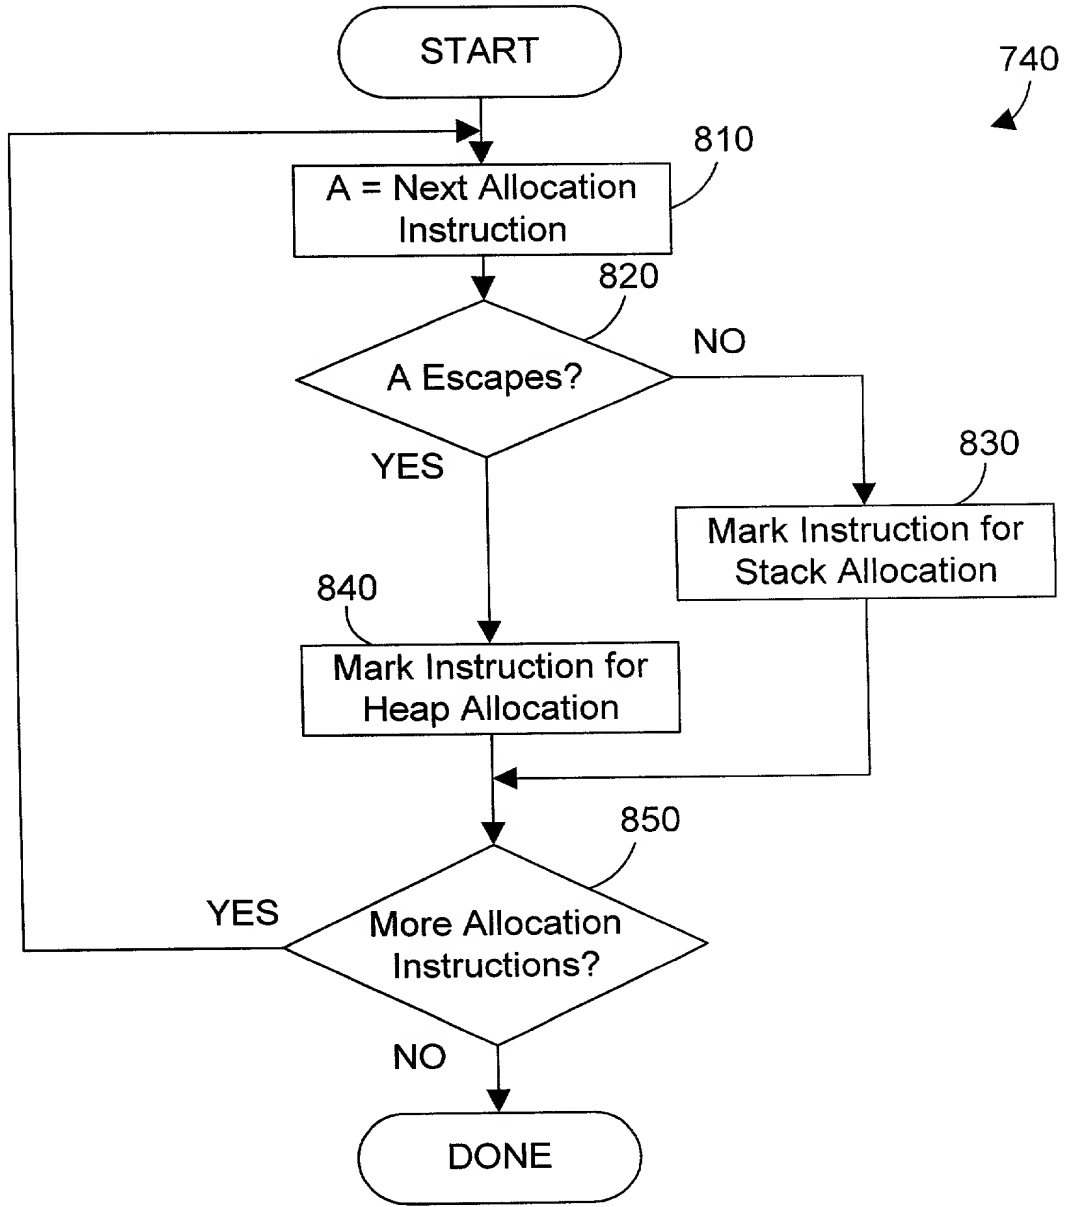 START
740
810
A = Next Allocation
Instruction
820
A Escapes?
NO
YES
830
Mark Instruction for
Stack Allocation
840
Mark Instruction for
Heap Allocation
850
More Allocation
Instructions?
YES
NO
DONE